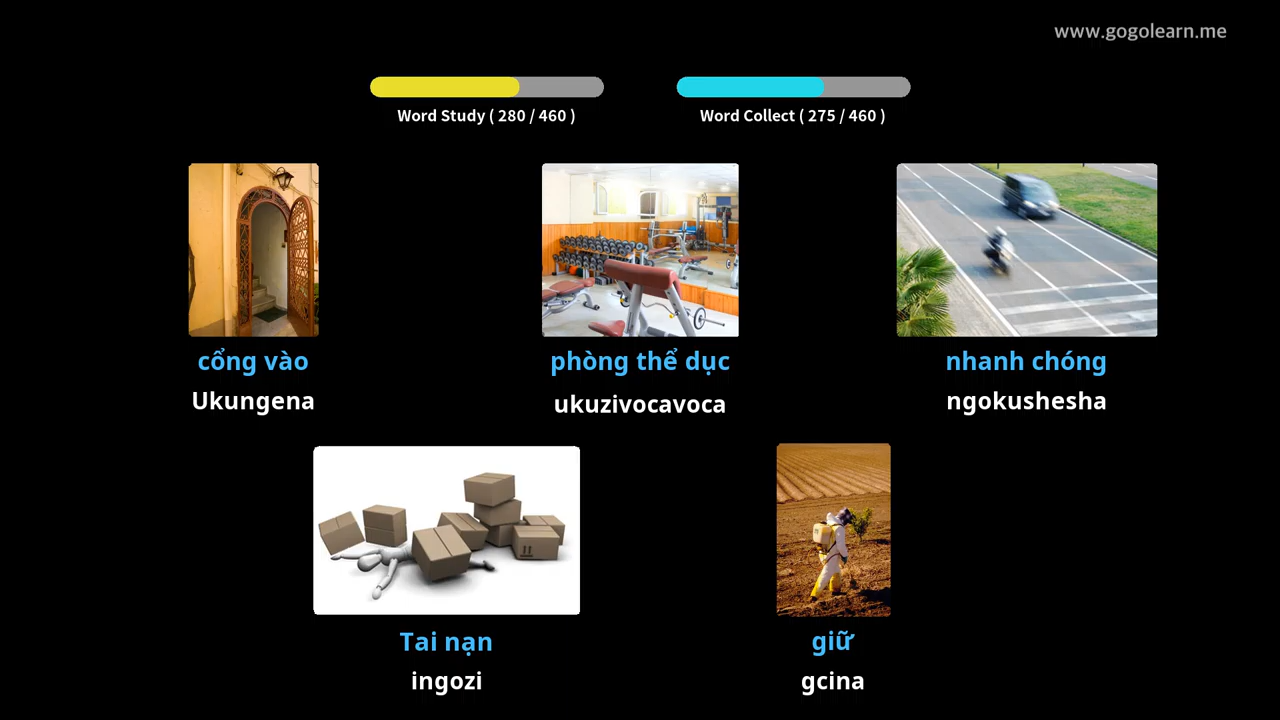 www.gogolearn.me
Word Study ( 280 / 460 )
Word Collect ( 275 / 460 )
cổng vào
Ukungena
phòng thể dục
ukuzivocavoca
nhanh chóng
ngokushesha
Tai nạn
ingozi
giữ
gcina